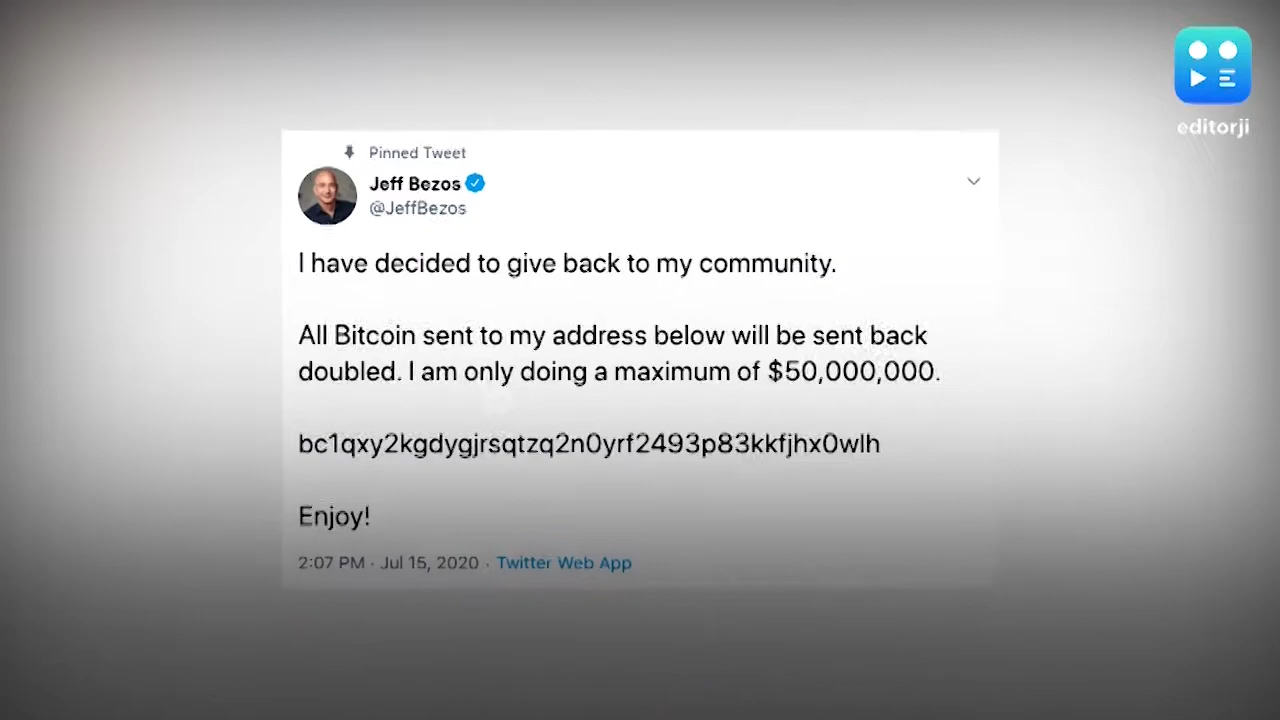 editorji
Pinned Tweet
Jeff Bezos
@JeffBezos
I have decided to give back to my community.
All Bitcoin sent to my address below will be sent back
doubled. I am only doing a maximum of $50,000,000.
bc1qxy2kgdygjrsqtzq2n0yrf2493p83kkfjhx0wlh
Enjoy!
2:07 PM · Jul 15, 2020 · Twitter Web App